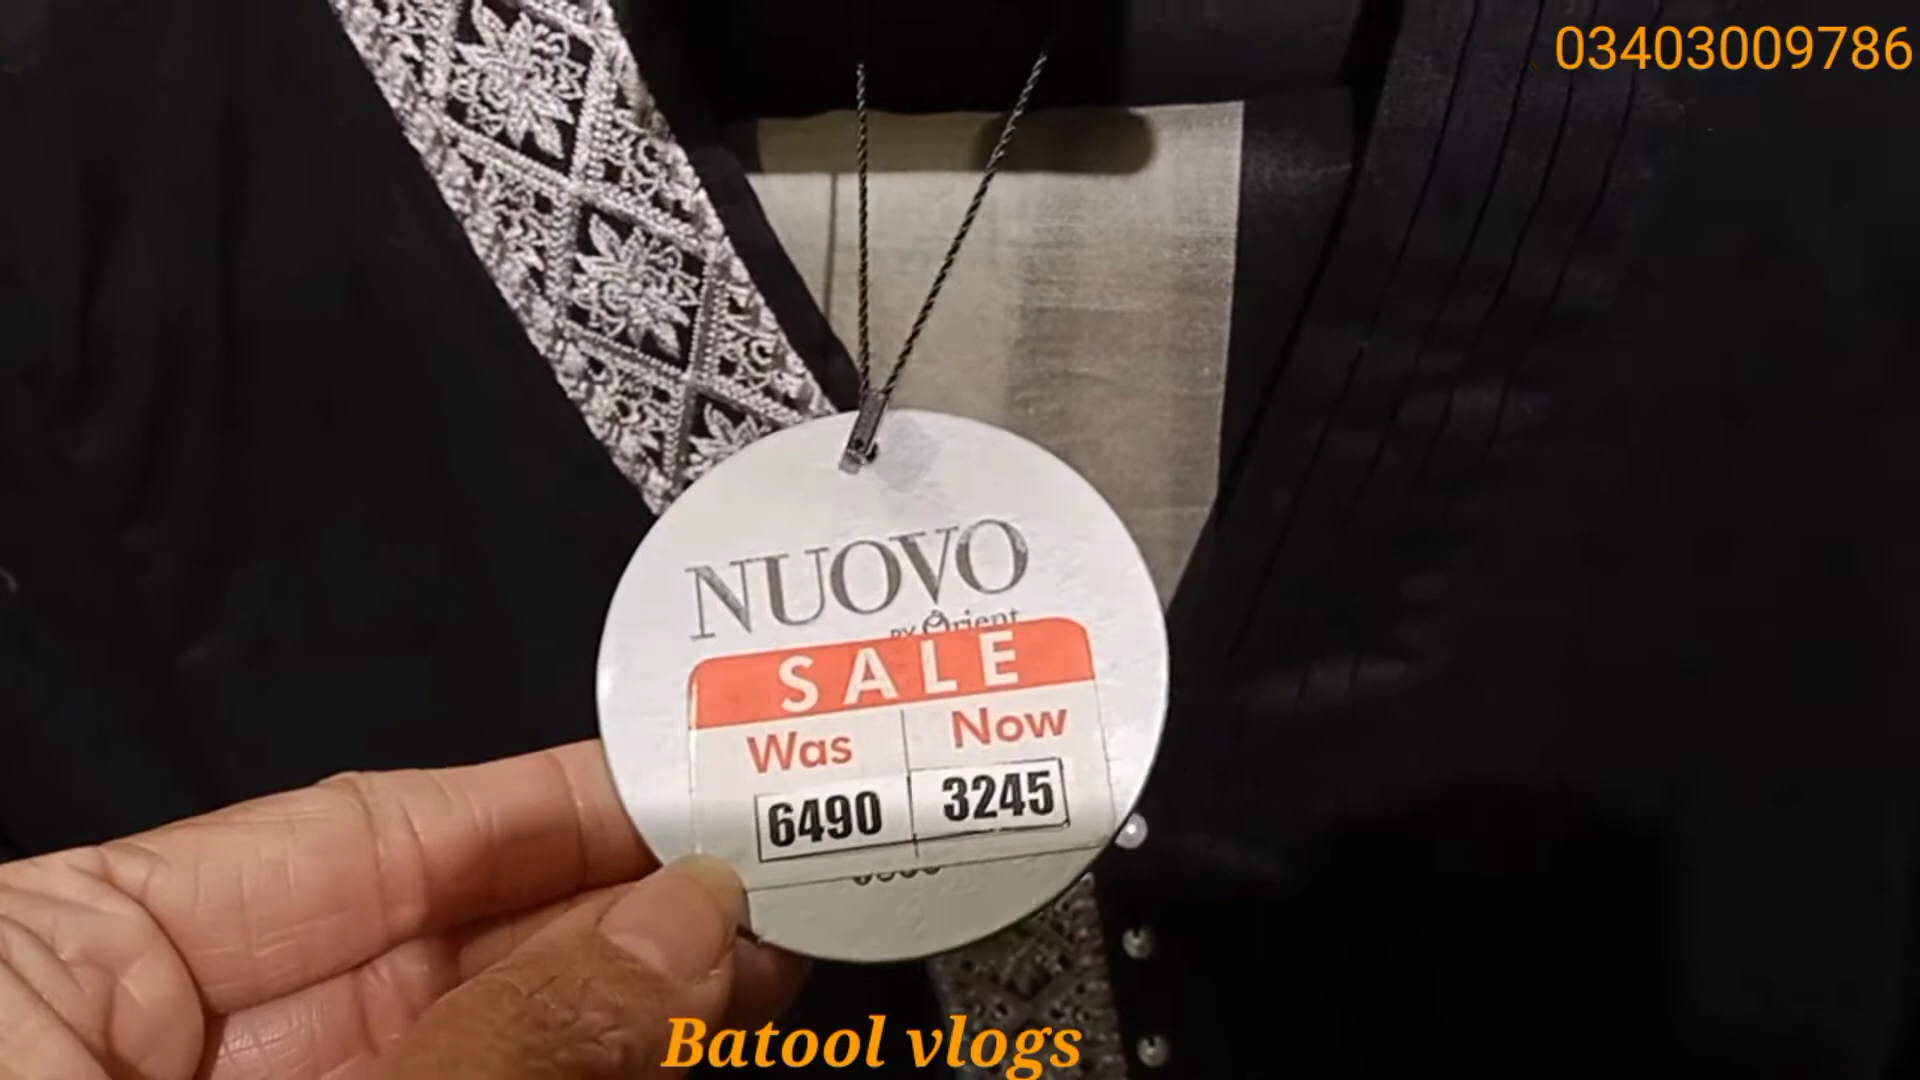 03403009786
NUOVO
BY Orient
SALE
Was Now
6490 3245
Batool vlogs